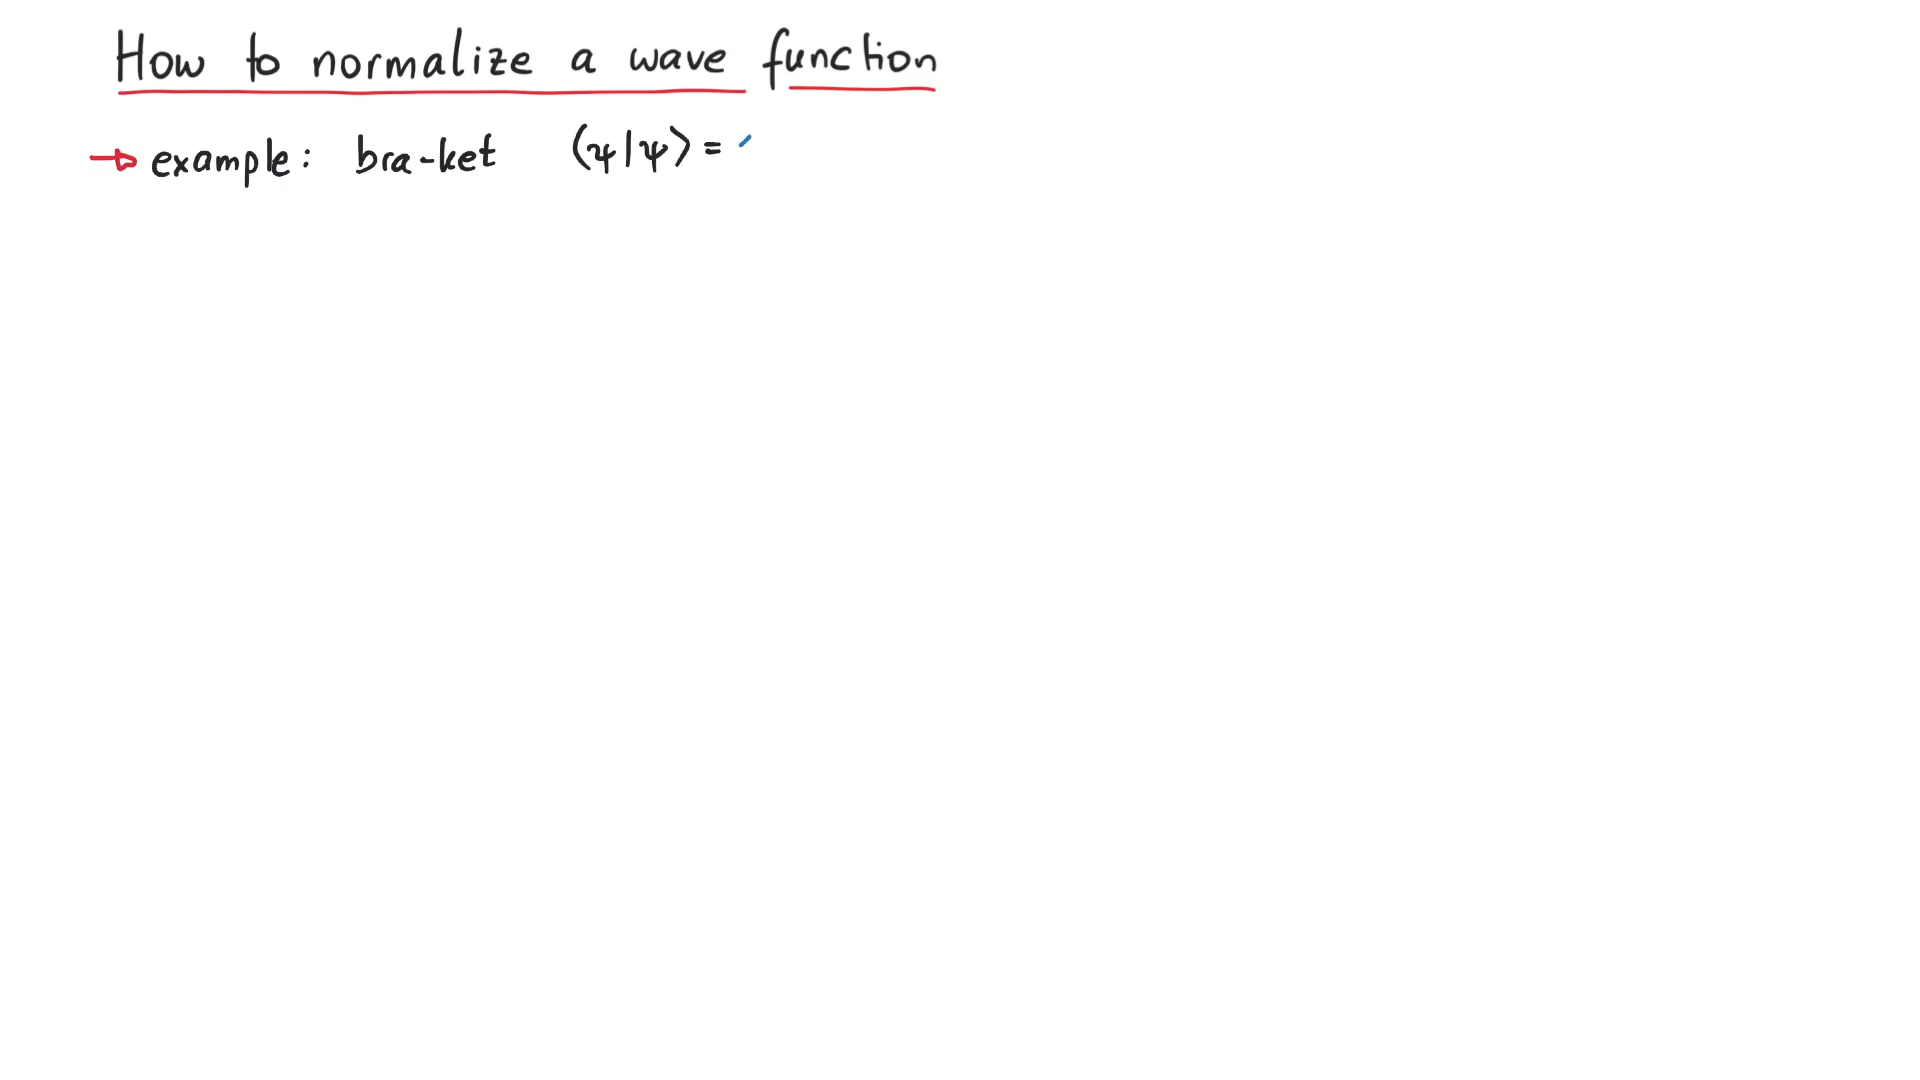 How to normalize a wave function
→ example: bra-ket ⟨ψ|ψ⟩ =